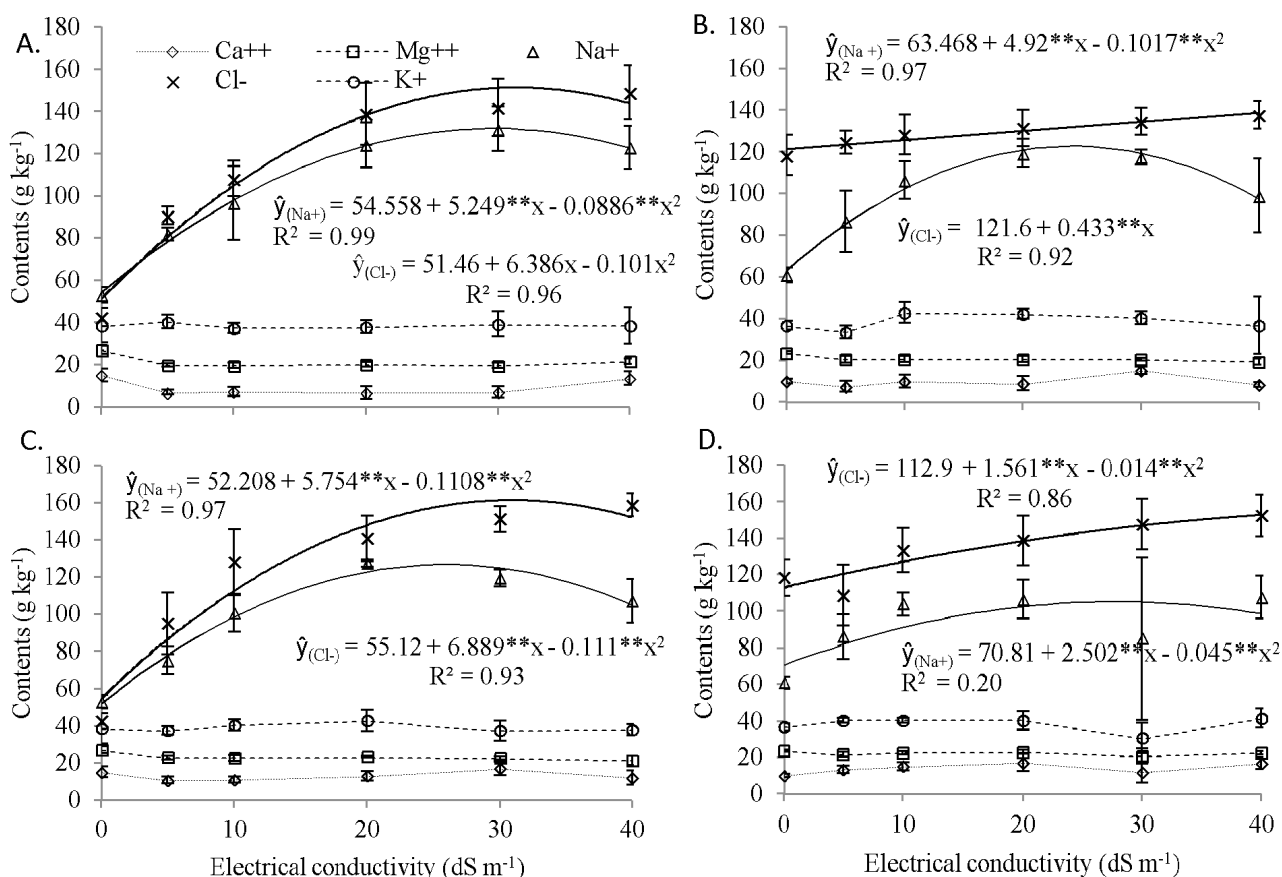 A.
Ca++ Mg++ Na+
Cl- K+
Contents (g kg⁻¹)
180
160
140
120
100
80
60
40
20
0
ŷ(Na+) = 54.558 + 5.249**x - 0.0886**x²
R² = 0.99
ŷ(Cl-) = 51.46 + 6.386x - 0.101x²
R² = 0.96
0 10 20 30 40
B.
Contents (g kg⁻¹)
180
160
140
120
100
80
60
40
20
0
ŷ(Na +) = 63.468 + 4.92**x - 0.1017**x²
R² = 0.97
ŷ(Cl-) = 121.6 + 0.433**x
R² = 0.92
0 10 20 30 40
C.
Contents (g kg⁻¹)
180
160
140
120
100
80
60
40
20
0
ŷ(Na +) = 52.208 + 5.754**x - 0.1108**x²
R² = 0.97
ŷ(Cl-) = 55.12 + 6.889**x - 0.111**x²
R² = 0.93
0 10 20 30 40
Electrical conductivity (dS m⁻¹)
D.
Contents (g kg⁻¹)
180
160
140
120
100
80
60
40
20
0
ŷ(Cl-) = 112.9 + 1.561**x - 0.014**x²
R² = 0.86
ŷ(Na+) = 70.81 + 2.502**x - 0.045**x²
R² = 0.20
0 10 20 30 40
Electrical conductivity (dS m⁻¹)